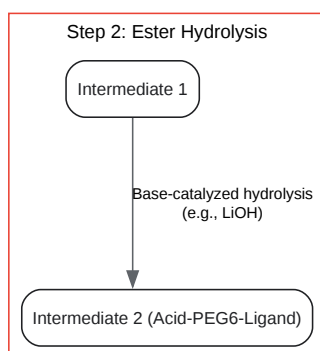 Step 2: Ester Hydrolysis
Intermediate 1
Base-catalyzed hydrolysis
(e.g., LiOH)
Intermediate 2 (Acid-PEG6-Ligand)